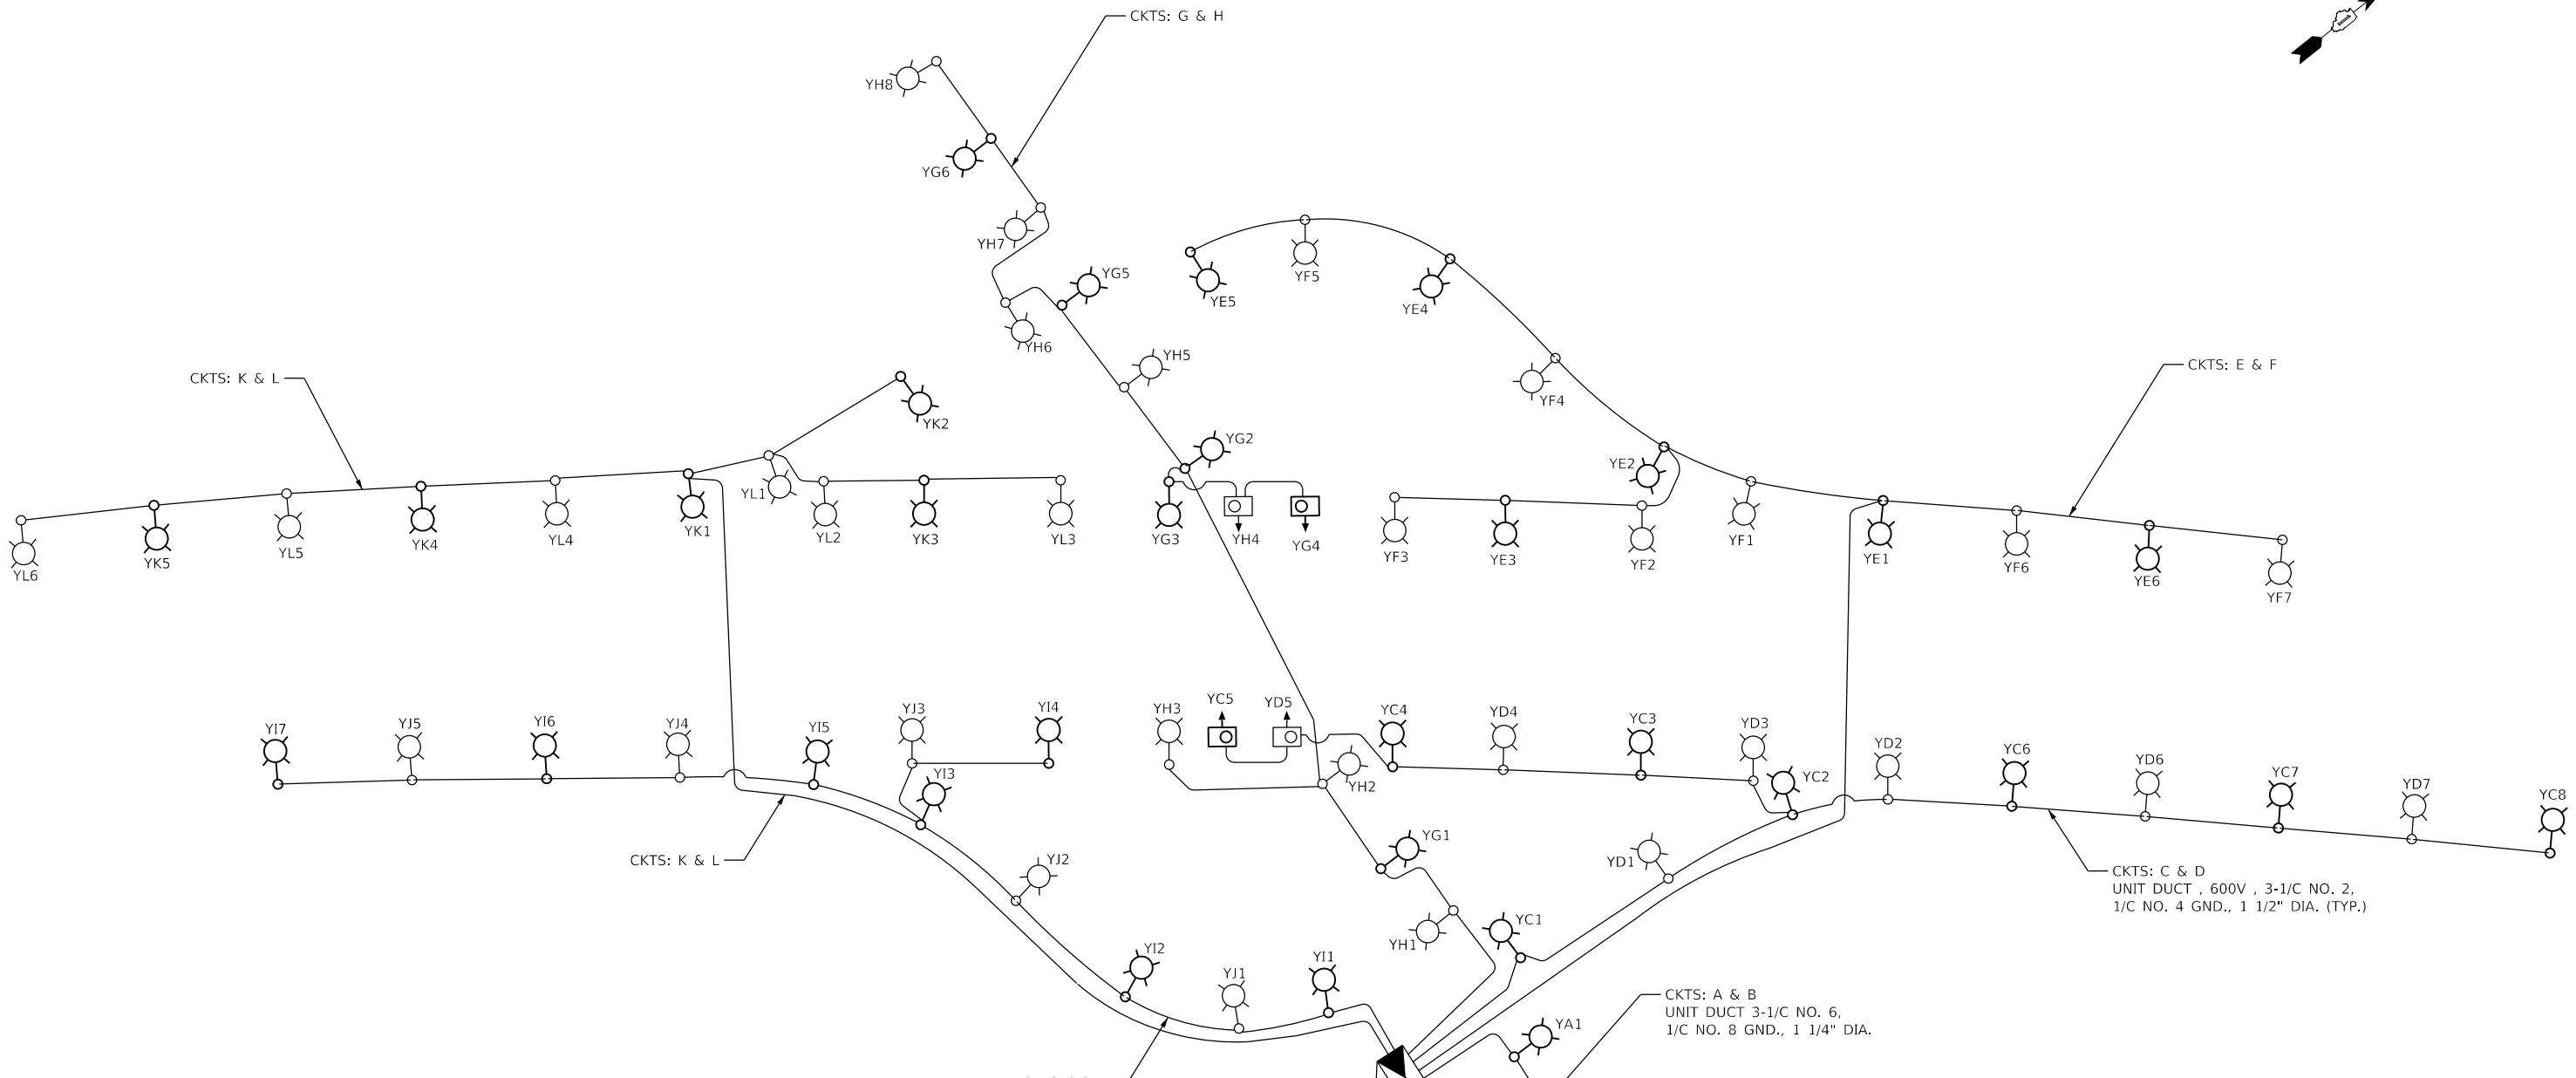 CKTS: G & H
YH8
YG6
YH7
YG5
YE5
YF5
YE4
YH6
YH5
YF4
CKTS: K & L
CKTS: E & F
YK2
YG2
YE2
YL6
YK5
YL5
YK4
YL4
YK1
YL1
YL2
YK3
YL3
YG3
YH4
YG4
YF3
YE3
YF2
YF1
YE1
YF6
YE6
YF7
YI7
YJ5
YI6
YJ4
YI5
YJ3
YI4
YH3
YC5
YD5
YC4
YD4
YC3
YD3
YD2
YC6
YD6
YC7
YD7
YC8
YI3
YH2
YC2
CKTS: K & L
YJ2
YG1
YD1
CKTS: C & D
UNIT DUCT , 600V , 3-1/C NO. 2,
1/C NO. 4 GND., 1 1/2" DIA. (TYP.)
YH1
YC1
YI2
YJ1
YI1
CKTS: A & B
UNIT DUCT 3-1/C NO. 6,
1/C NO. 8 GND., 1 1/4" DIA.
YA1